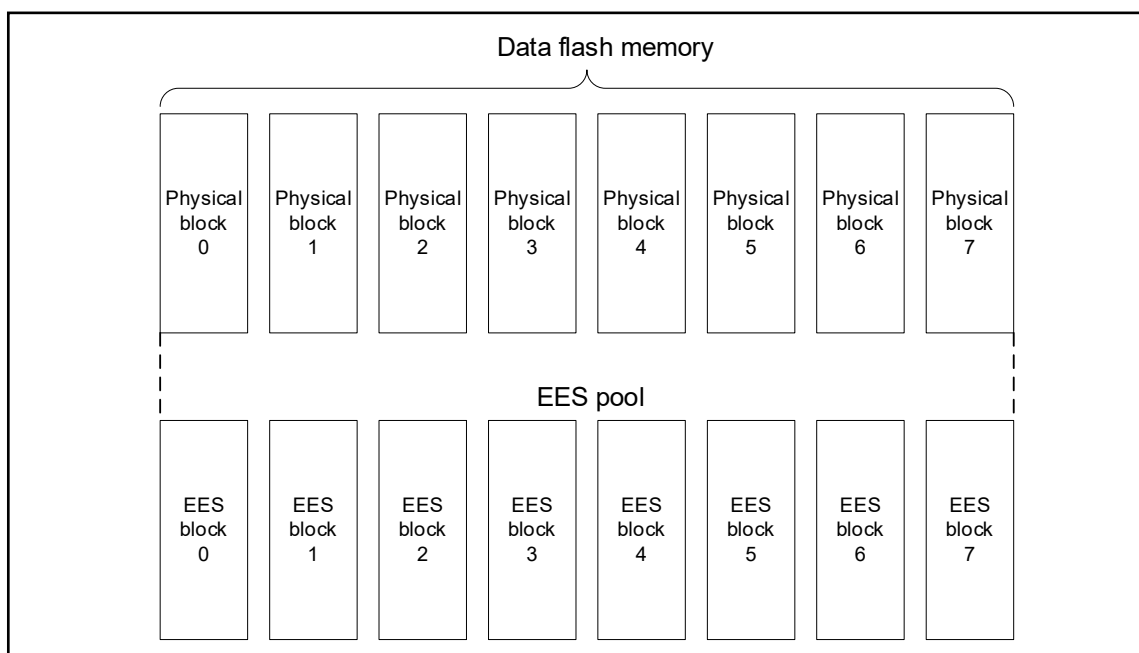 Data flash memory
Physical
block
0
Physical
block
1
Physical
block
2
Physical
block
3
Physical
block
4
Physical
block
5
Physical
block
6
Physical
block
7
EES pool
EES
block
0
EES
block
1
EES
block
2
EES
block
3
EES
block
4
EES
block
5
EES
block
6
EES
block
7